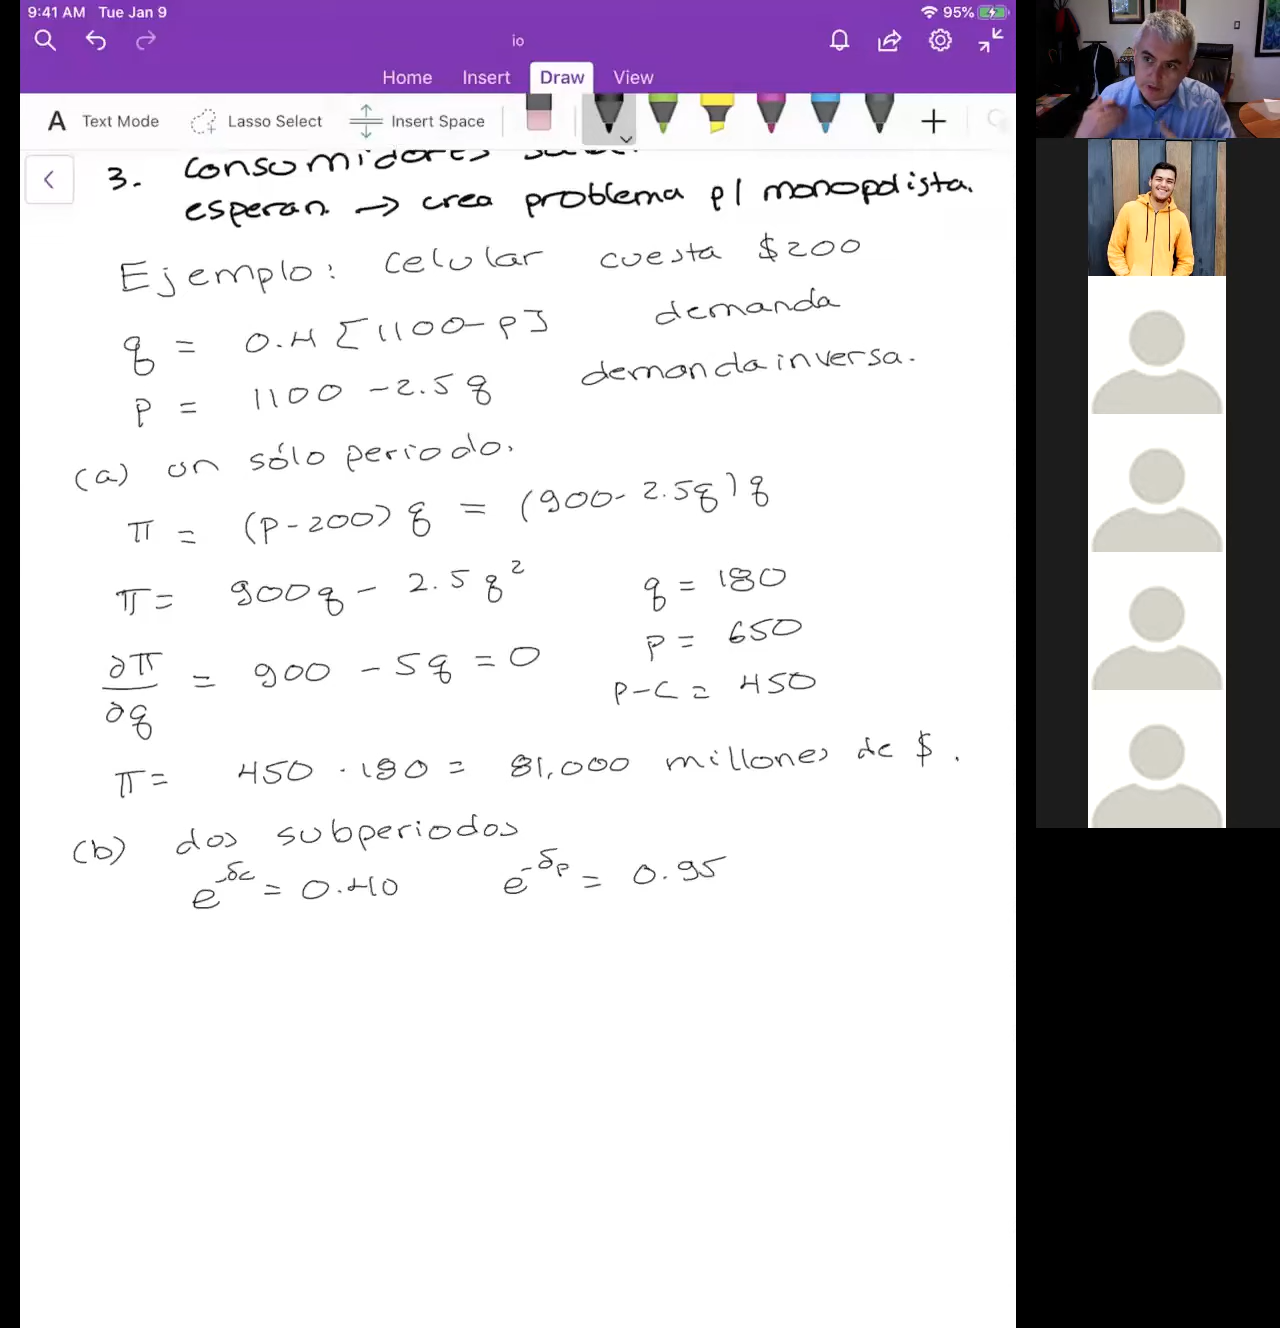 9:41 AM Tue Jan 9
95%
io
Home Insert Draw View
A Text Mode Lasso Select Insert Space
3. consumidores
esperan → crea problema p/ monopolista.
Ejemplo: celular cuesta $200
q = 0.4 [1100-p] demanda
p = 1100 - 2.5q demanda inversa.
(a) un sólo periodo.
π = (p-200) q = (900 - 2.5q) q
π = 900q - 2.5q² q = 180
p = 650
∂π/∂q = 900 - 5q = 0
p-c = 450
π = 450 · 180 = 81,000 millones de $.
(b) dos subperiodos
e^-δc = 0.40 e^-δp = 0.95